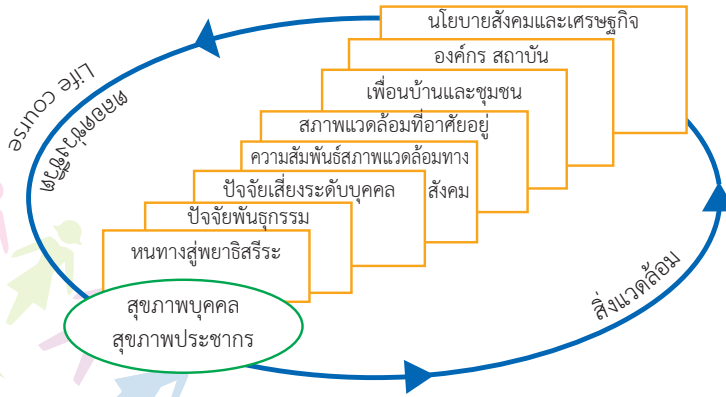 นโยบายสังคมและเศรษฐกิจ
องค์กร สถาบัน
เพื่อนบ้านและชุมชน
สภาพแวดล้อมที่อาศัยอยู่
ความสัมพันธ์สภาพแวดล้อมทาง
สังคม
ปัจจัยเสี่ยงระดับบุคคล
ปัจจัยพันธุกรรม
หนทางสู่พยาธิสรีระ
สุขภาพบุคคล
สุขภาพประชากร
Life course
ตลอดช่วงชีวิต
สิ่งแวดล้อม